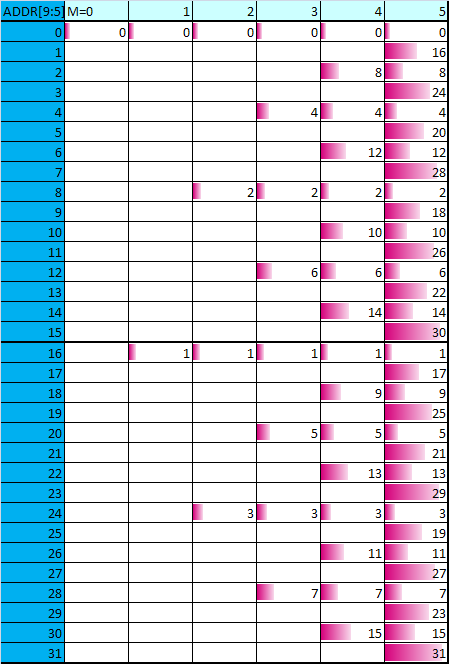 ADDR[9:5] M=0 1 2 3 4 5
0 0 0 0 0 0 0
1 16
2 8 8
3 24
4 4 4 4
5 20
6 12 12
7 28
8 2 2 2 2
9 18
10 10 10
11 26
12 6 6 6
13 22
14 14 14
15 30
16 1 1 1 1 1
17 17
18 9 9
19 25
20 5 5 5
21 21
22 13 13
23 29
24 3 3 3 3
25 19
26 11 11
27 27
28 7 7 7
29 23
30 15 15
31 31